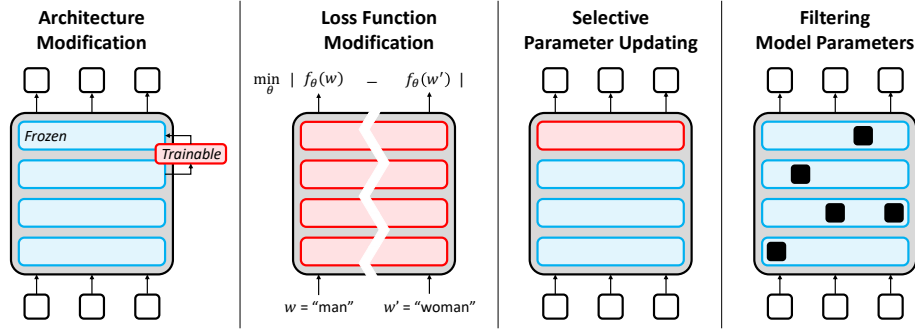 Architecture
Modification
Frozen
Trainable
Loss Function
Modification
min
θ
| fθ(w) − fθ(w') |
w = “man”
w' = “woman”
Selective
Parameter Updating
Filtering
Model Parameters